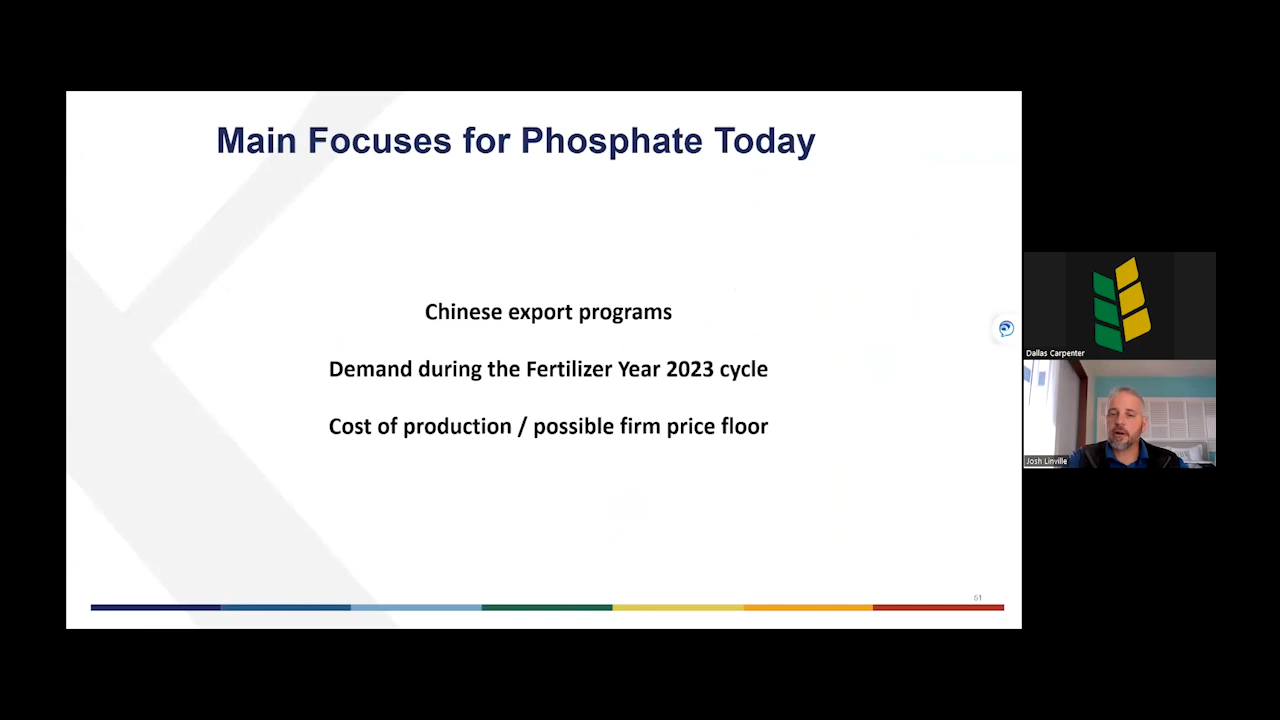 Main Focuses for Phosphate Today
Chinese export programs
Demand during the Fertilizer Year 2023 cycle
Cost of production / possible firm price floor
51
Dallas Carpenter
Josh Linville